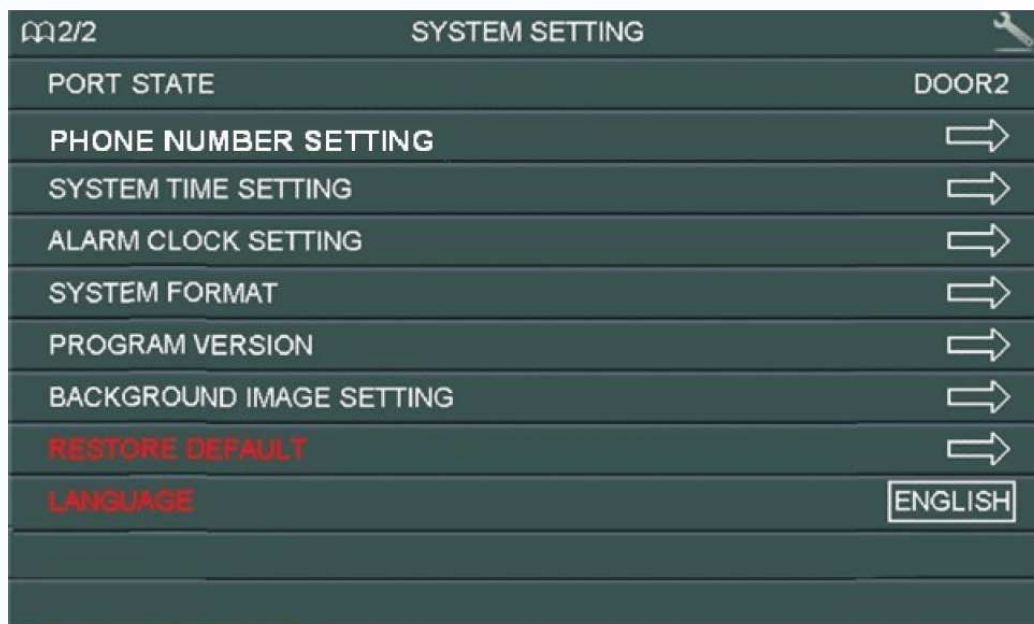 2/2 SYSTEM SETTING
PORT STATE DOOR2
PHONE NUMBER SETTING
SYSTEM TIME SETTING
ALARM CLOCK SETTING
SYSTEM FORMAT
PROGRAM VERSION
BACKGROUND IMAGE SETTING
RESTORE DEFAULT
LANGUAGE ENGLISH